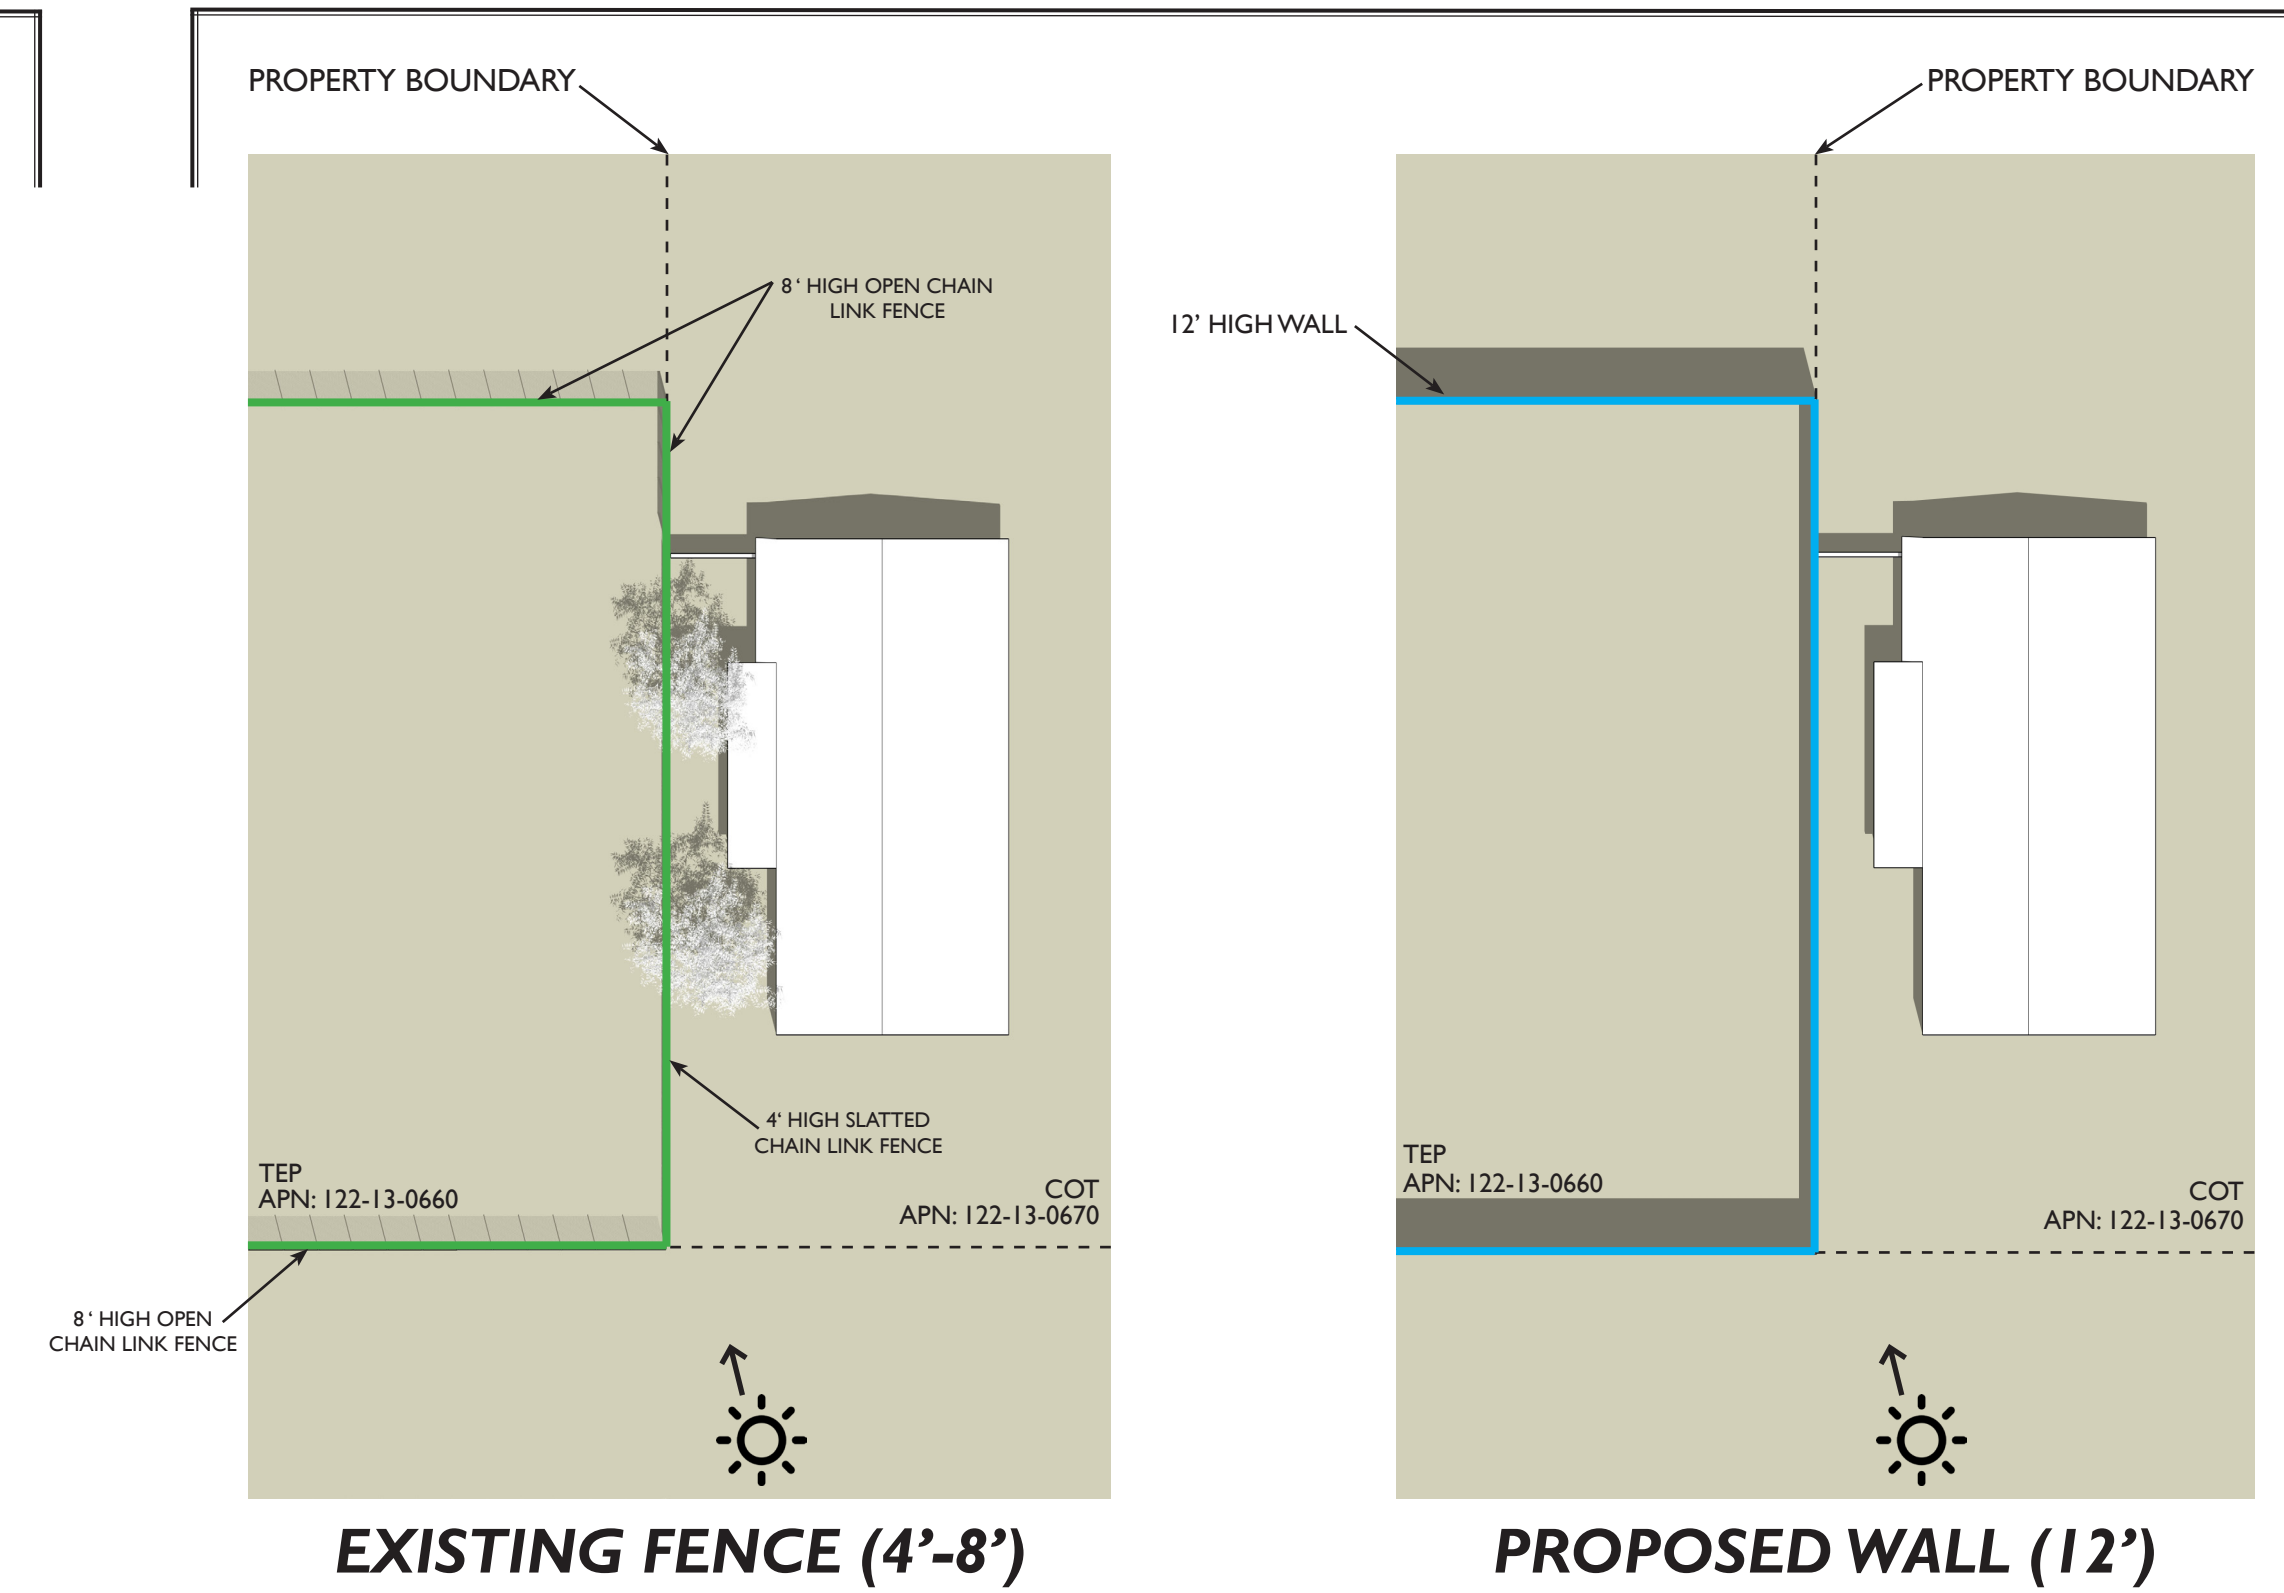 PROPERTY BOUNDARY
8‘ HIGH OPEN CHAIN
LINK FENCE
4‘ HIGH SLATTED
CHAIN LINK FENCE
TEP
APN: 122-13-0660
COT
APN: 122-13-0670
8‘ HIGH OPEN
CHAIN LINK FENCE
EXISTING FENCE (4’-8’)
PROPERTY BOUNDARY
12’ HIGH WALL
TEP
APN: 122-13-0660
COT
APN: 122-13-0670
PROPOSED WALL (12’)